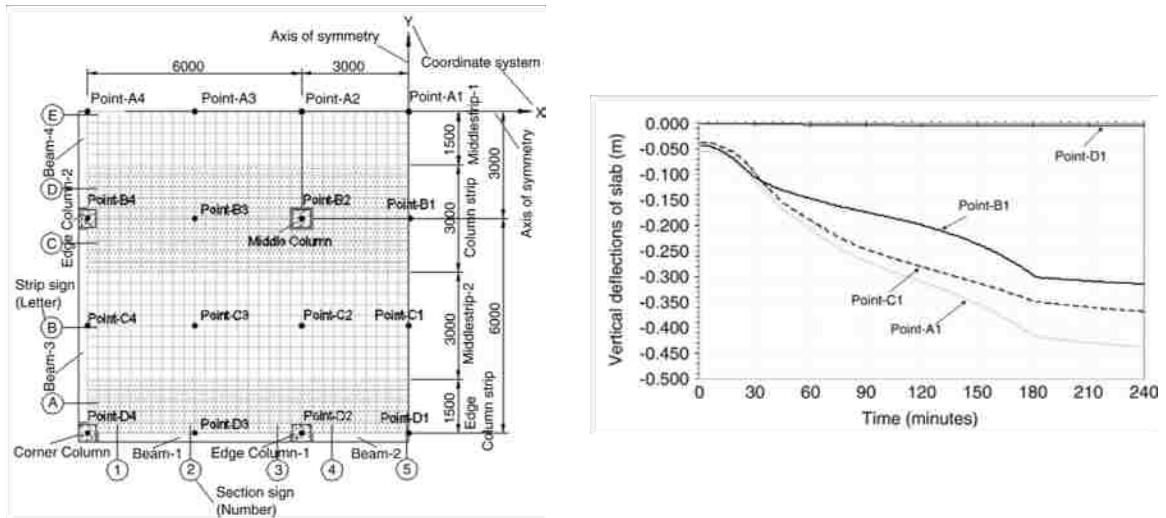 Y
Axis of symmetry
Coordinate system
6000
3000
Point-A4
Point-A3
Point-A2
Point-A1
X
E
Beam-4
1500
Middlestrip-1
3000
Axis of symmetry
D
Edge Column-2
Point-B4
Point-B3
Point-B2
Point-B1
3000
Column strip
Middle Column
C
Strip sign
(Letter)
B
Point-C4
Point-C3
Point-C2
Point-C1
3000
Middlestrip-2
6000
Beam-3
A
1500
Edge
Column strip
Point-D4
Point-D3
Point-D2
Point-D1
Corner Column
Beam-1
Edge Column-1
Beam-2
1
2
3
4
5
Section sign
(Number)
Vertical deflections of slab (m)
0.000
-0.050
-0.100
-0.150
-0.200
-0.250
-0.300
-0.350
-0.400
-0.450
-0.500
Point-D1
Point-B1
Point-C1
Point-A1
0
30
60
90
120
150
180
210
240
Time (minutes)